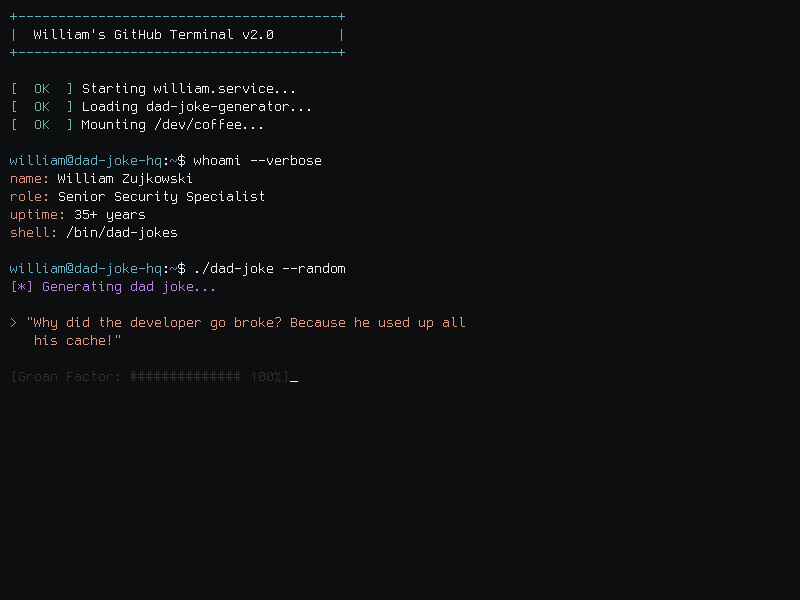 +----------------------------------------+
|  William's GitHub Terminal v2.0        |
+----------------------------------------+
[  OK  ] Starting william.service...
[  OK  ] Loading dad-joke-generator...
[  OK  ] Mounting /dev/coffee...
william@dad-joke-hq:~$ whoami --verbose
name: William Zujkowski
role: Senior Security Specialist
uptime: 35+ years
shell: /bin/dad-jokes
william@dad-joke-hq:~$ ./dad-joke --random
[*] Generating dad joke...
> "Why did the developer go broke? Because he used up all
   his cache!"
[Groan Factor: ############## 100%]_